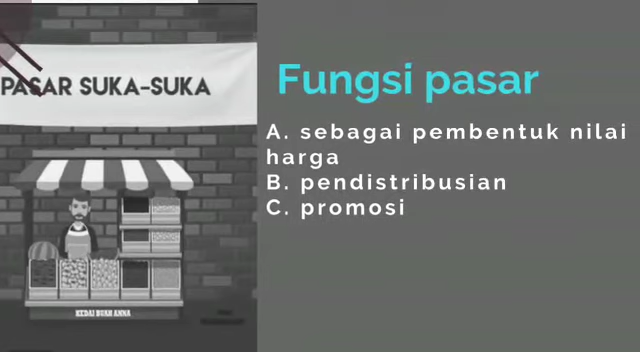 PASAR SUKA-SUKA
Fungsi pasar
A. sebagai pembentuk nilai
harga
B. pendistribusian
C. promosi
KEDAI BUAH ANNA